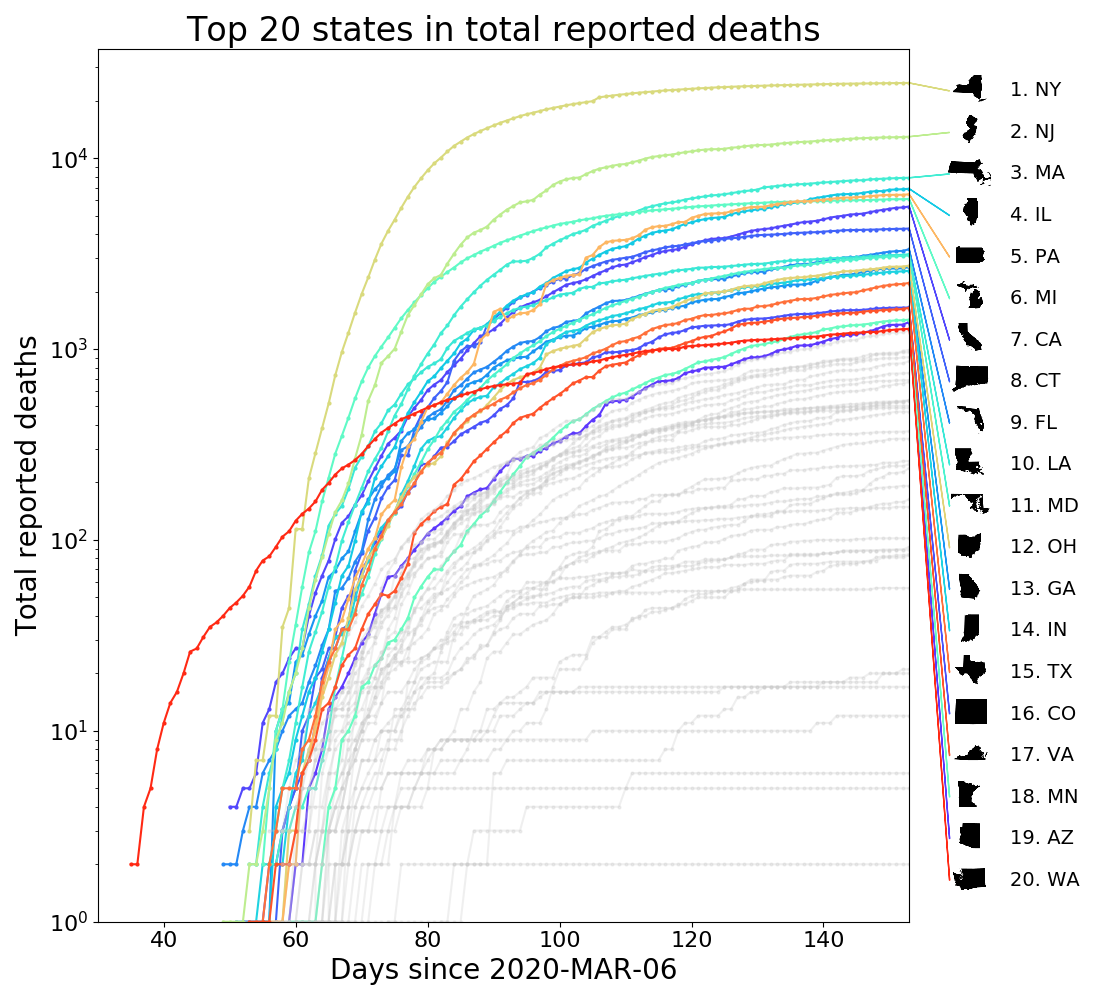 Top 20 states in total reported deaths
Total reported deaths
10^4
10^3
10^2
10^1
10^0
40 60 80 100 120 140
Days since 2020-MAR-06
1. NY
2. NJ
3. MA
4. IL
5. PA
6. MI
7. CA
8. CT
9. FL
10. LA
11. MD
12. OH
13. GA
14. IN
15. TX
16. CO
17. VA
18. MN
19. AZ
20. WA